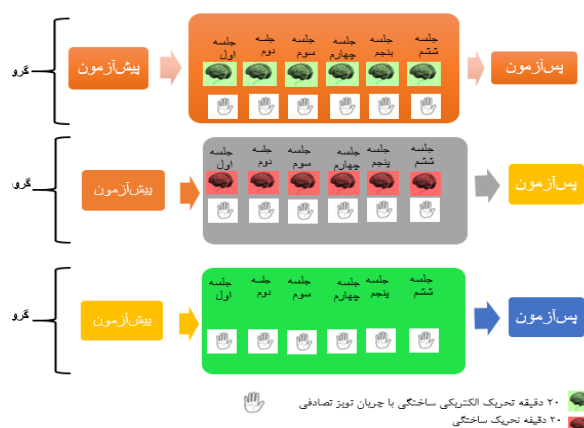 گرو
پیش‌آزمون
جلسه اول
جلسه دوم
جلسه سوم
جلسه چهارم
جلسه پنجم
جلسه ششم
پس‌آزمون
گرو
پیش‌آزمون
جلسه اول
جلسه دوم
جلسه سوم
جلسه چهارم
جلسه پنجم
جلسه ششم
پس‌آزمون
گرو
پیش‌آزمون
جلسه اول
جلسه دوم
جلسه سوم
جلسه چهارم
جلسه پنجم
جلسه ششم
پس‌آزمون
۲۰ دقیقه تحریک الکتریکی ساختگی با جریان نویز تصادفی
۲۰ دقیقه تحریک ساختگی